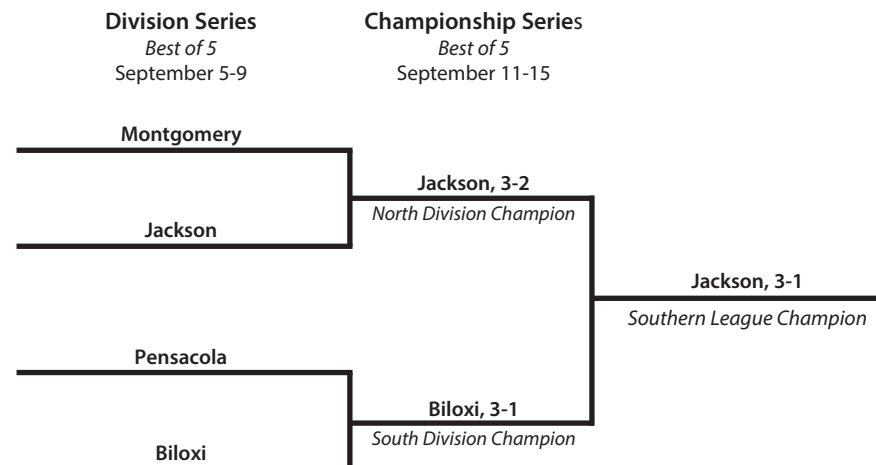 Division Series
Best of 5
September 5-9
Championship Series
Best of 5
September 11-15
Montgomery
Jackson
Jackson, 3-2
North Division Champion
Pensacola
Biloxi
Biloxi, 3-1
South Division Champion
Jackson, 3-1
Southern League Champion